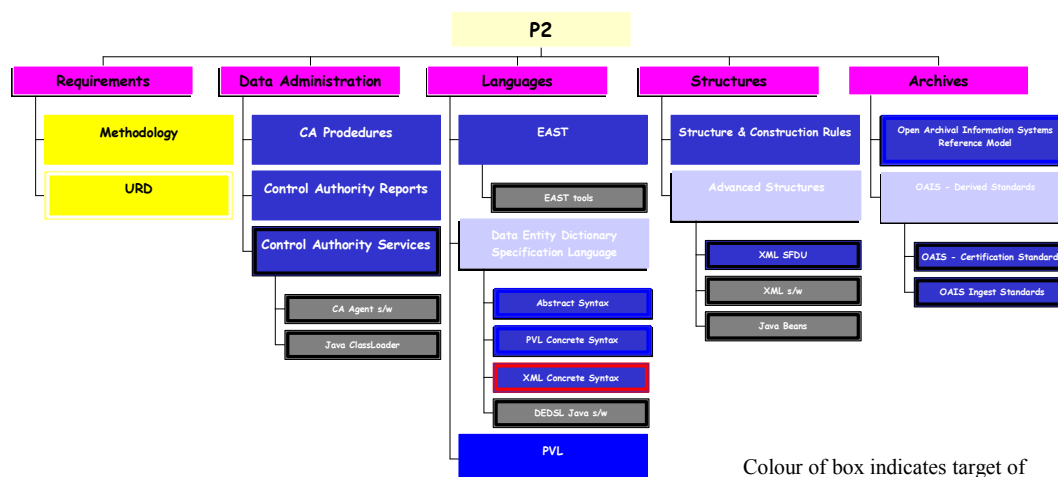 P2
Requirements
Data Administration
Languages
Structures
Archives
Methodology
URD
CA Prodedures
Control Authority Reports
Control Authority Services
CA Agent s/w
Java ClassLoader
EAST
EAST tools
Data Entity Dictionary
Specification Language
Abstract Syntax
PVL Concrete Syntax
XML Concrete Syntax
DEDSL Java s/w
PVL
Structure & Construction Rules
Advanced Structures
XML SFDU
XML s/w
Java Beans
Open Archival Information Systems
Reference Model
OAIS - Derived Standards
OAIS - Certification Standard
OAIS Ingest Standards
Colour of box indicates target of